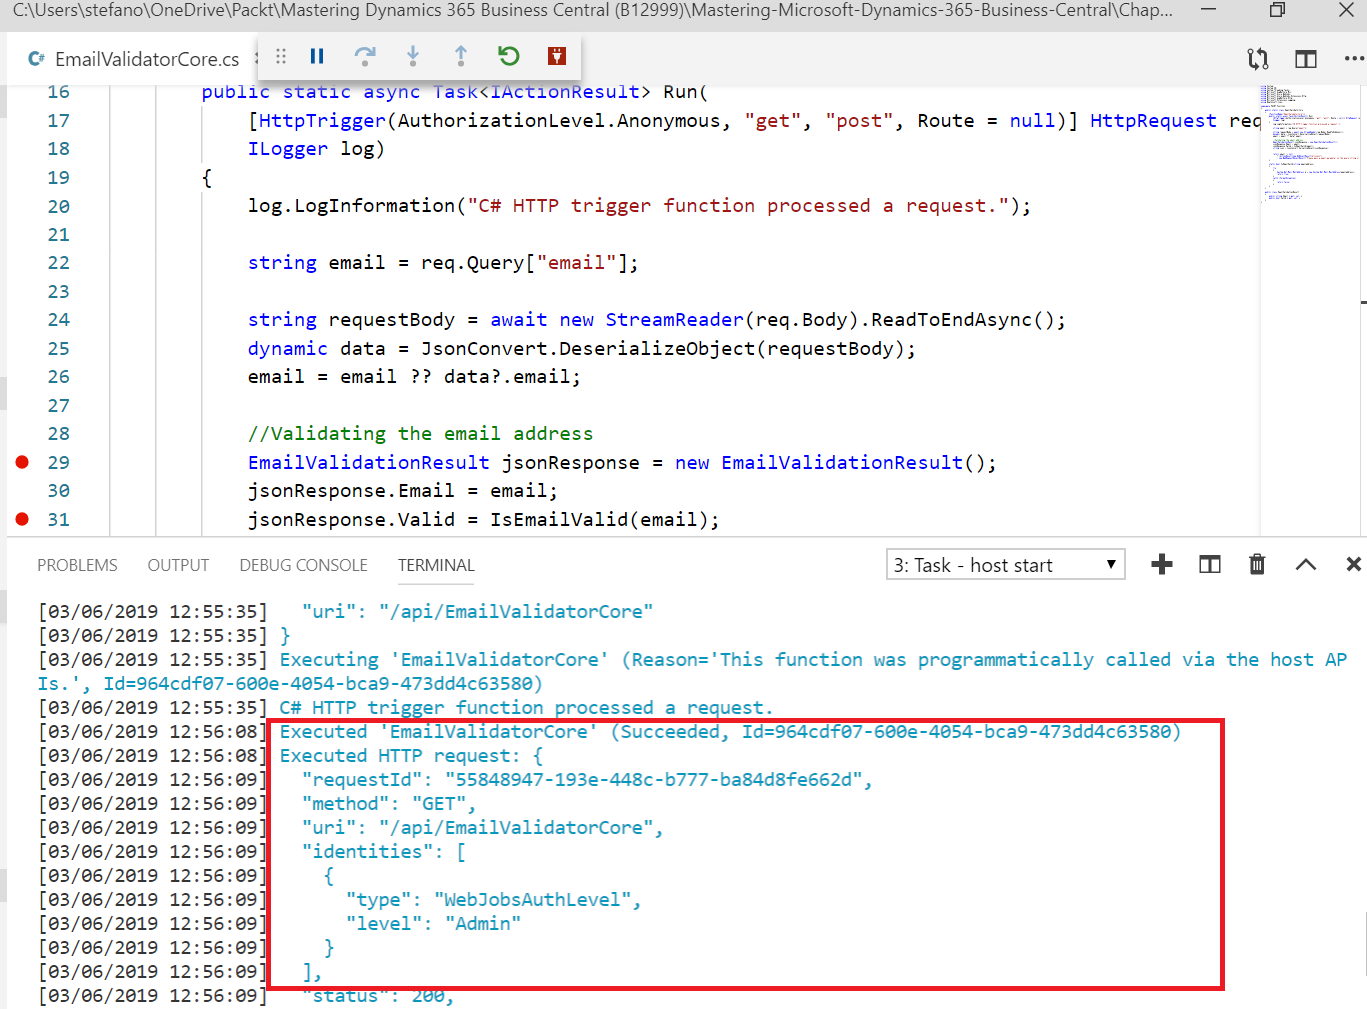 C:\Users\stefano\OneDrive\Packt\Mastering Dynamics 365 Business Central (B12999)\Mastering-Microsoft-Dynamics-365-Business-Central\Chap...
EmailValidatorCore.cs
16 public static async Task<IActionResult> Run(
17 [HttpTrigger(AuthorizationLevel.Anonymous, "get", "post", Route = null)] HttpRequest req
18 ILogger log)
19 {
20 log.LogInformation("C# HTTP trigger function processed a request.");
21
22 string email = req.Query["email"];
23
24 string requestBody = await new StreamReader(req.Body).ReadToEndAsync();
25 dynamic data = JsonConvert.DeserializeObject(requestBody);
26 email = email ?? data?.email;
27
28 //Validating the email address
29 EmailValidationResult jsonResponse = new EmailValidationResult();
30 jsonResponse.Email = email;
31 jsonResponse.Valid = IsEmailValid(email);
PROBLEMS OUTPUT DEBUG CONSOLE TERMINAL 3: Task - host start
[03/06/2019 12:55:35] "uri": "/api/EmailValidatorCore"
[03/06/2019 12:55:35] }
[03/06/2019 12:55:35] Executing 'EmailValidatorCore' (Reason='This function was programmatically called via the host AP
Is.', Id=964cdf07-600e-4054-bca9-473dd4c63580)
[03/06/2019 12:55:35] C# HTTP trigger function processed a request.
[03/06/2019 12:56:08] Executed 'EmailValidatorCore' (Succeeded, Id=964cdf07-600e-4054-bca9-473dd4c63580)
[03/06/2019 12:56:08] Executed HTTP request: {
[03/06/2019 12:56:09] "requestId": "55848947-193e-448c-b777-ba84d8fe662d",
[03/06/2019 12:56:09] "method": "GET",
[03/06/2019 12:56:09] "uri": "/api/EmailValidatorCore",
[03/06/2019 12:56:09] "identities": [
[03/06/2019 12:56:09] {
[03/06/2019 12:56:09] "type": "WebJobsAuthLevel",
[03/06/2019 12:56:09] "level": "Admin"
[03/06/2019 12:56:09] }
[03/06/2019 12:56:09] ],
[03/06/2019 12:56:09] "status": 200,